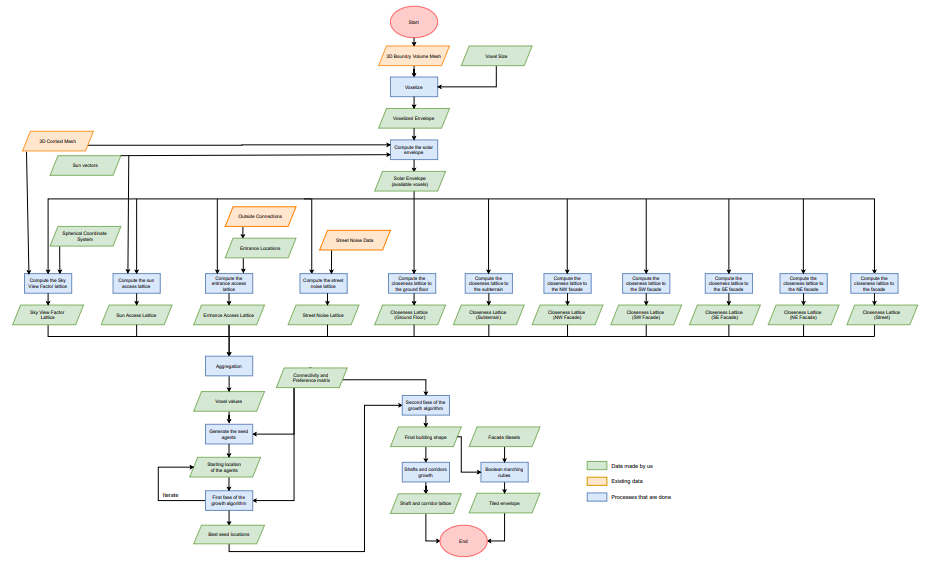 Start
3D Boundry Volume Mesh
Voxel Size
Voxelize
Voxelized Envelope
3D Context Mesh
Compute the solar
envelope
Sun vectors
Solar Envelope
(available voxels)
Outside Connections
Spherical Coordinate
System
Street Noise Data
Entrance Locations
Compute the Sky
View Factor lattice
Compute the sun
access lattice
Compute the
entrance access
lattice
Compute the street
noise lattice
Compute the
closeness lattice to
the ground floor
Compute the
closeness lattice to
the subterrain
Compute the
closeness lattice to
the NW facade
Compute the
closeness lattice to
the SW facade
Compute the
closeness lattice to
the SE facade
Compute the
closeness lattice to
the NE facade
Compute the
closeness lattice to
the facade
Sky View Factor
Lattice
Sun Access Lattice
Enhance Access Lattice
Street Noise Lattice
Closeness Lattice
(Ground Floor)
Closeness Lattice
(Subterrain)
Closeness Lattice
(NW Facade)
Closeness Lattice
(SW Facade)
Closeness Lattice
(SE Facade)
Closeness Lattice
(NE Facade)
Closeness Lattice
(Street)
Aggregation
Connectivity and
Preference matrix
Voxel values
Second fase of the
growth algorithm
Generate the seed
agents
Final building shape
Facade tilesets
Starting location
of the agents
Shafts and corridors
growth
Boolean marching
cubes
Data made by us
Existing data
Processes that are done
Iterate
First fase of the
growth algorithm
Shaft and corridor lattice
Tiled envelope
Best seed locations
End